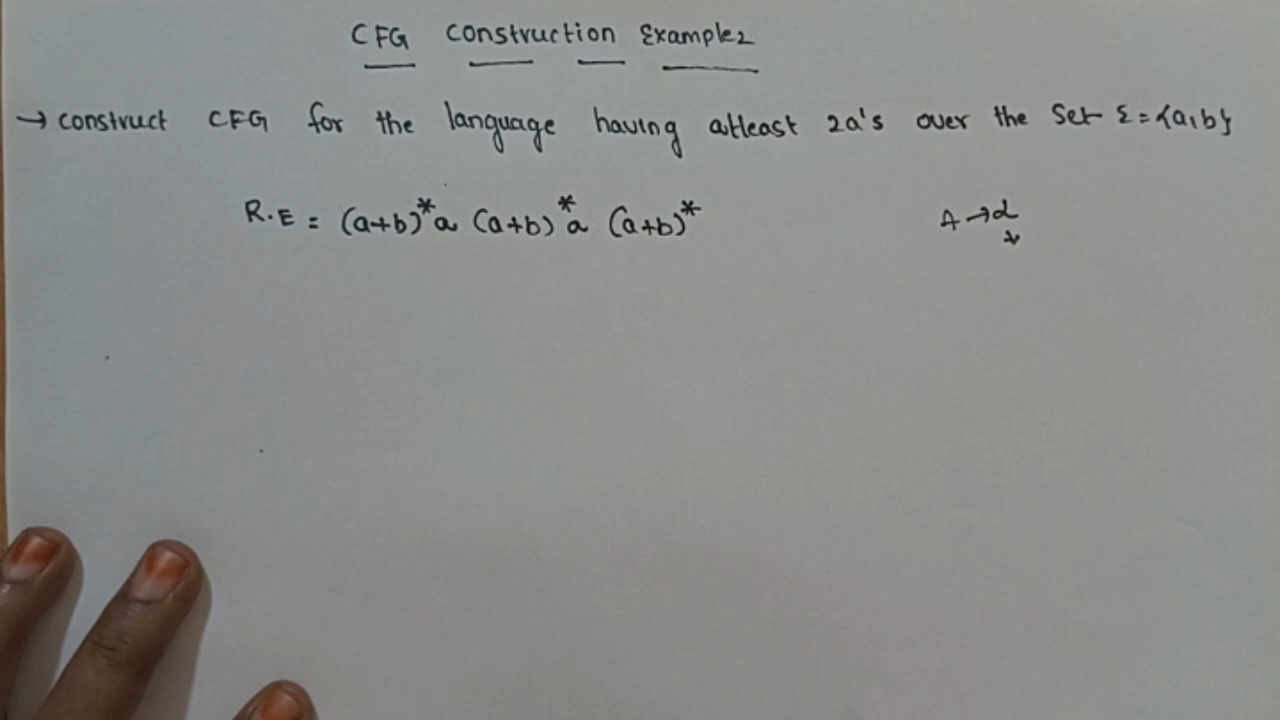 CFG construction Example2
→ construct CFG for the language having atleast 2a's over the Set Σ = {a,b}
R.E = (a+b)*a (a+b)*a (a+b)*
A → α